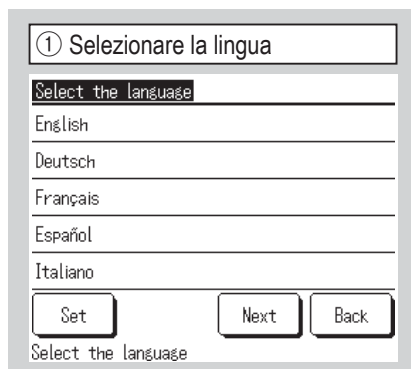 ① Selezionare la lingua
Select the language
English
Deutsch
Français
Español
Italiano
Set Next Back
Select the language